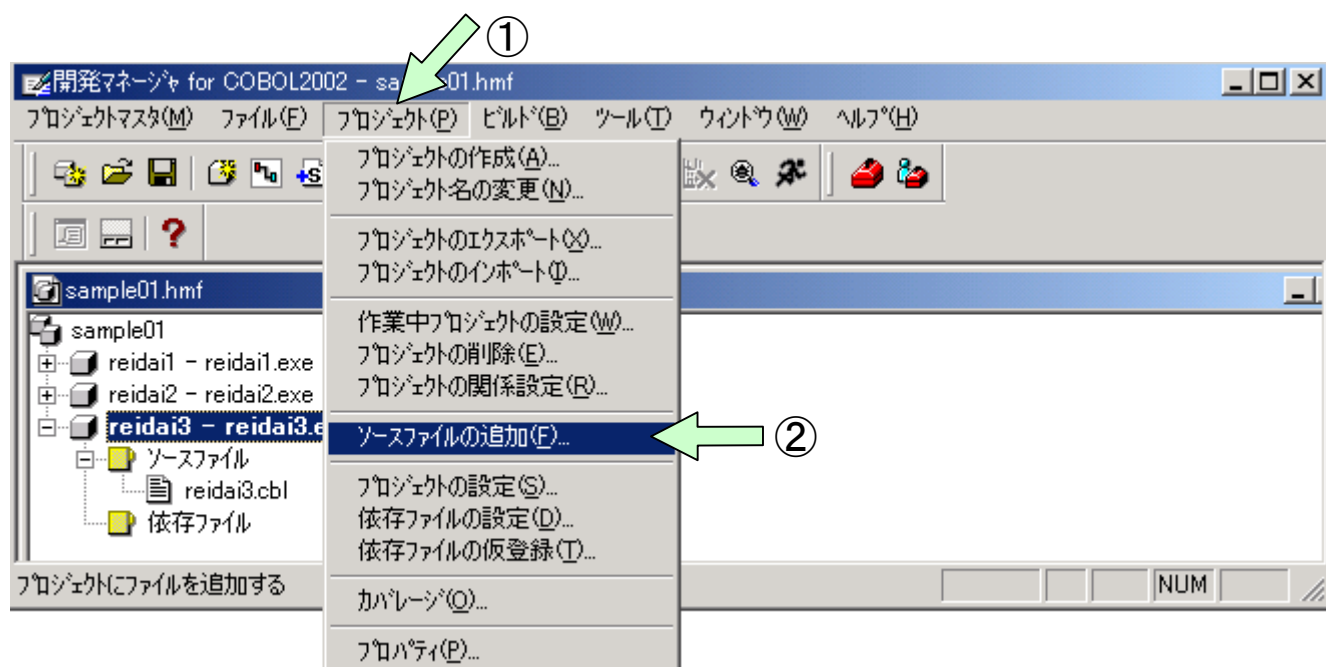 ①
開発マネージャ for COBOL2002 - sa 01.hmf
プロジェクトマスタ(M) ファイル(F) プロジェクト(P) ビルド(B) ツール(T) ウィンドウ(W) ヘルプ(H)
プロジェクトの作成(A)...
プロジェクト名の変更(N)...
プロジェクトのエクスポート(X)...
プロジェクトのインポート(I)...
作業中プロジェクトの設定(W)...
プロジェクトの削除(E)...
プロジェクトの関係設定(R)...
ソースファイルの追加(F)...
②
プロジェクトの設定(S)...
依存ファイルの設定(D)...
依存ファイルの仮登録(T)...
カバレージ(O)...
プロパティ(P)...
sample01.hmf
sample01
reidai1 - reidai1.exe
reidai2 - reidai2.exe
reidai3 - reidai3.e
ソースファイル
reidai3.cbl
依存ファイル
プロジェクトにファイルを追加する
NUM